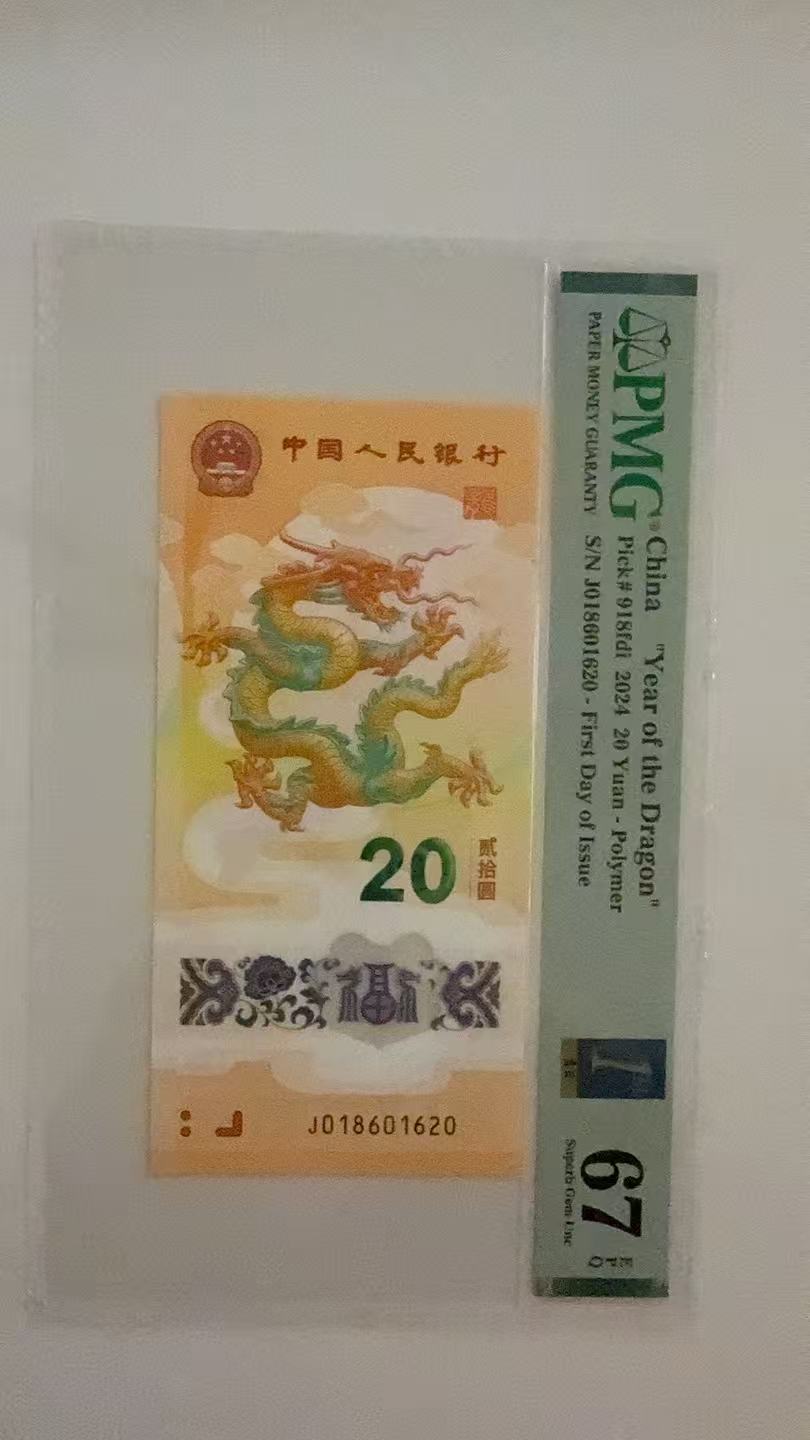 中国人民银行
20
贰拾圆
J018601620
PMG
PAPER MONEY GUARANTY
China "Year of the Dragon"
Pick# 918fdi 2024 20 Yuan - Polymer
S/N J018601620 - First Day of Issue
1
67
EPQ
Superb Gem Unc